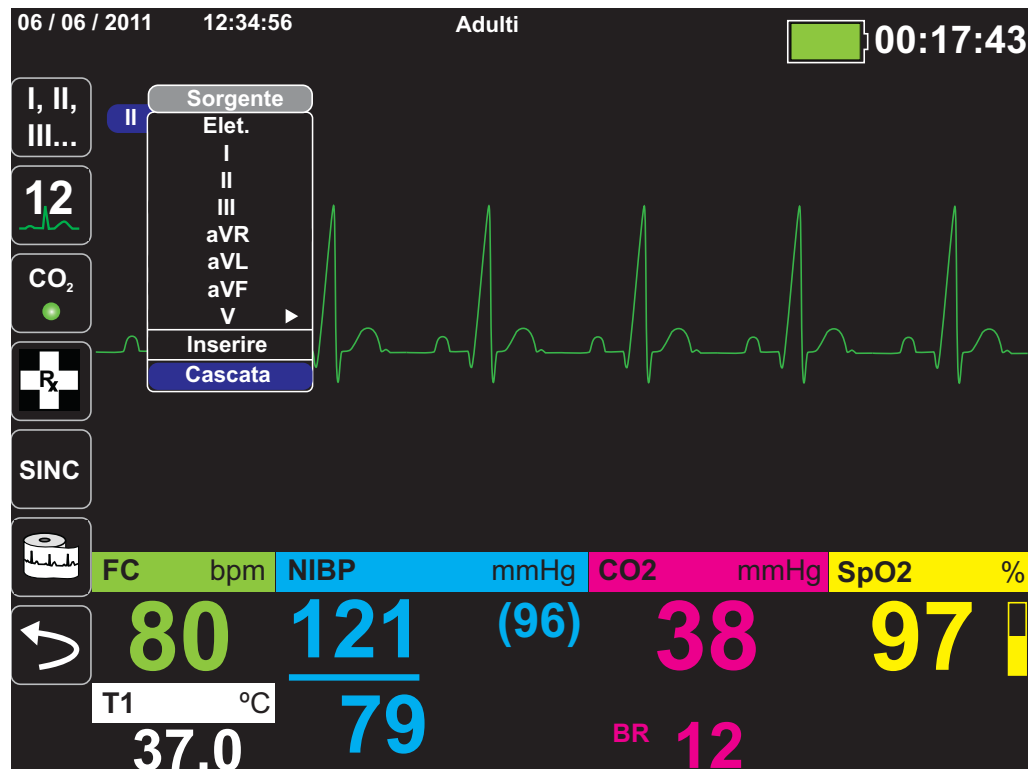 06 / 06 / 2011 12:34:56 Adulti 00:17:43
I, II,
III...
12
CO₂
Rx
SINC
II
Sorgente
Elet.
I
II
III
aVR
aVL
aVF
V
Inserire
Cascata
FC bpm
80
T1 ºC
37.0
NIBP mmHg
121 (96)
79
CO2 mmHg
38
BR 12
SpO2 %
97